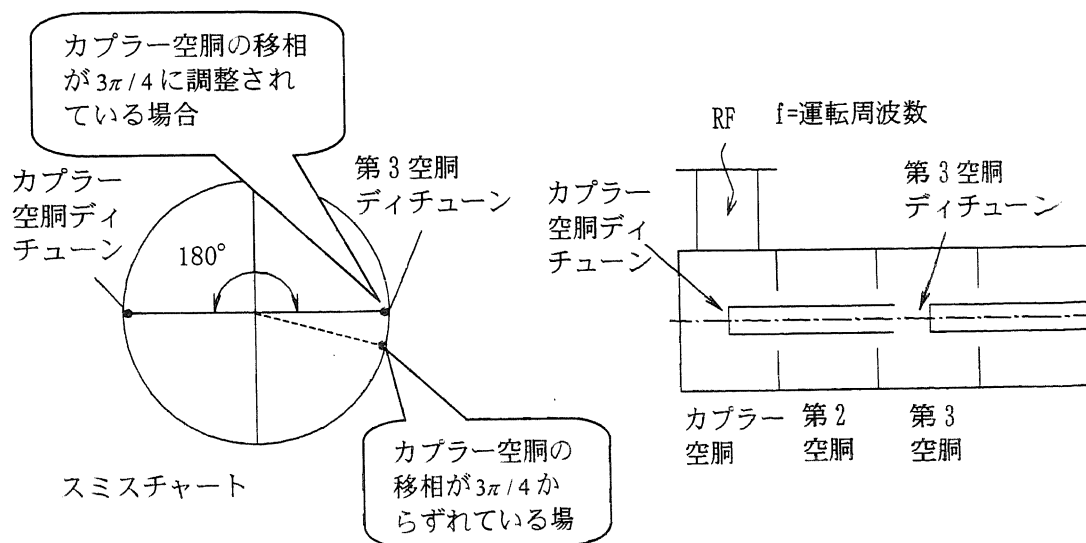 カプラー空胴の移相
が3π/4に調整され
ている場合
カプラー
空胴ディ
チューン
第3空胴
ディチューン
180°
カプラー空胴の
移相が3π/4か
らずれている場
スミスチャート
RF
f=運転周波数
カプラー
空胴ディ
チューン
第3空胴
ディチューン
カプラー
空胴
第2
空胴
第3
空胴